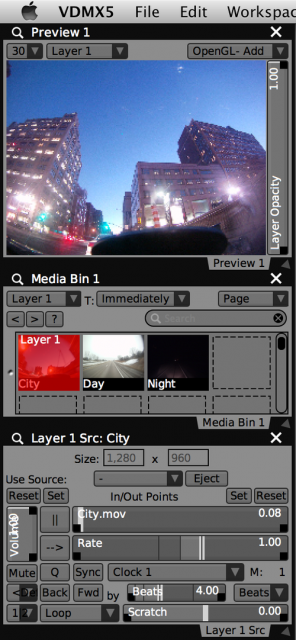 VDMX5 File Edit Workspac
Preview 1
30 Layer 1 OpenGL- Add
1.00
Layer Opacity
Preview 1
Media Bin 1
Layer 1 T: Immediately Page
< > ? Search
Layer 1
City Day Night
Media Bin 1
Layer 1 Src: City
Size: 1,280 x 960
Use Source: - Eject
Reset Set In/Out Points Set Reset
Volume 1.00
|| City.mov 0.08
--> Rate 1.00
Mute Q Sync Clock 1 M: 1
Back Fwd by Beats 4.00 Beats
Loop Scratch 0.00
Layer 1 Src